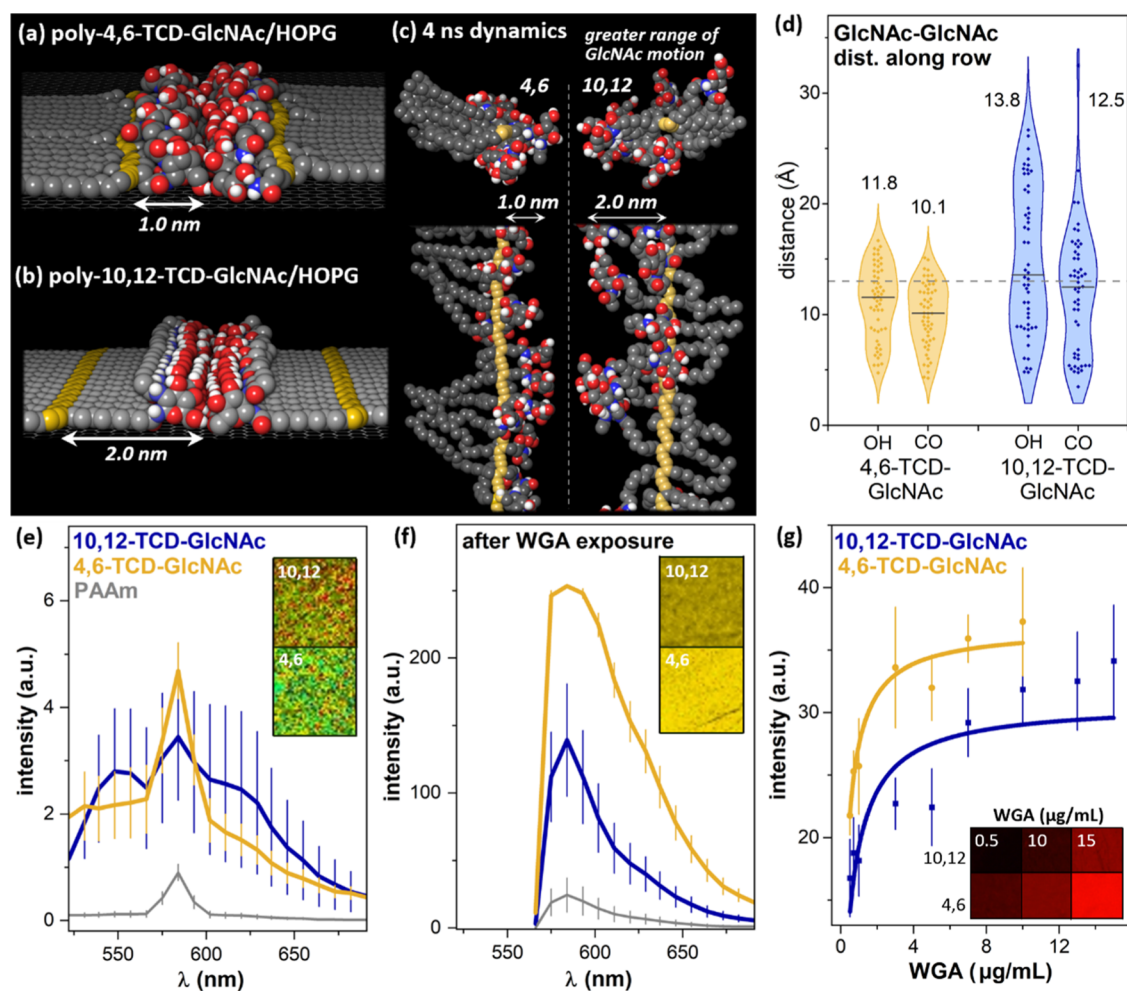 (a) poly-4,6-TCD-GlcNAc/HOPG
1.0 nm
(b) poly-10,12-TCD-GlcNAc/HOPG
2.0 nm
(c) 4 ns dynamics
greater range of
GlcNAc motion
4,6
10,12
1.0 nm
2.0 nm
(d)
GlcNAc-GlcNAc
dist. along row
13.8
12.5
11.8
10.1
distance (Å)
30
20
10
0
OH
CO
OH
CO
4,6-TCD-
GlcNAc
10,12-TCD-
GlcNAc
(e)
10,12-TCD-GlcNAc
4,6-TCD-GlcNAc
PAAm
10,12
4,6
intensity (a.u.)
6
4
2
0
550
600
650
λ (nm)
(f)
after WGA exposure
10,12
4,6
intensity (a.u.)
200
100
0
550
600
650
λ (nm)
(g)
10,12-TCD-GlcNAc
4,6-TCD-GlcNAc
intensity (a.u.)
40
30
20
WGA (μg/mL)
0.5
10
15
10,12
4,6
0
4
8
12
WGA (μg/mL)